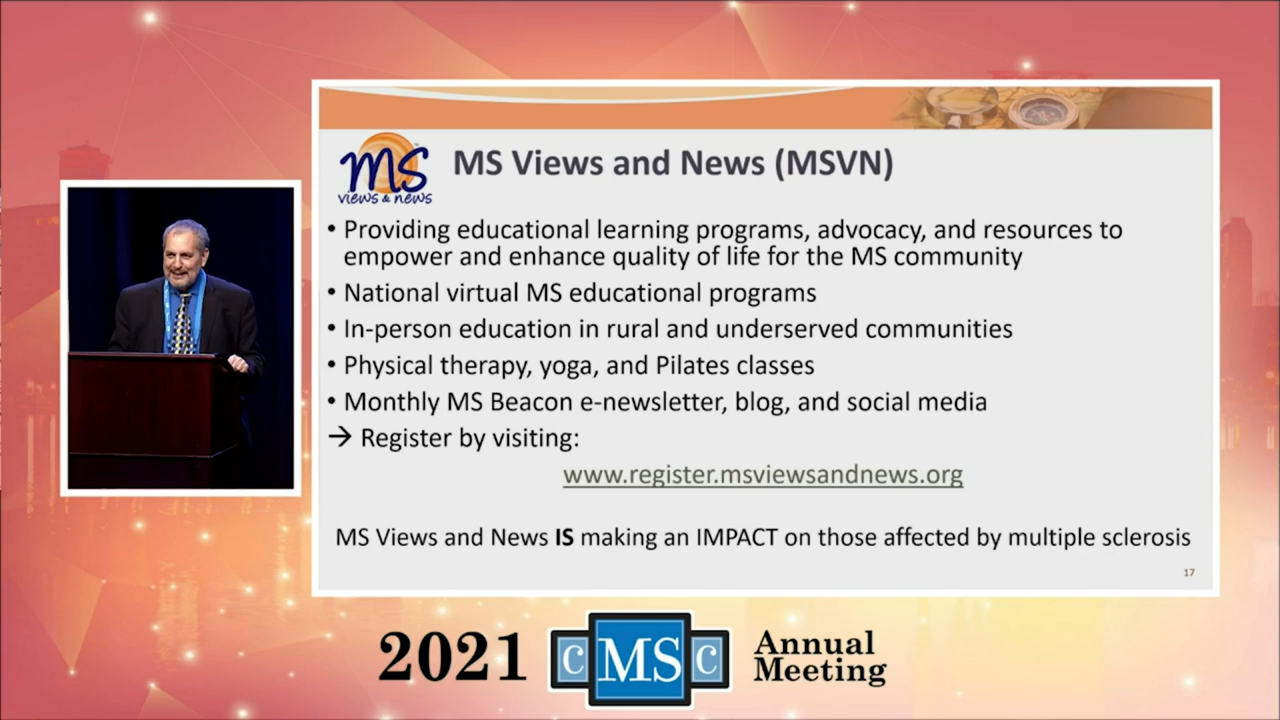 MS
views & news
™
MS Views and News (MSVN)
• Providing educational learning programs, advocacy, and resources to
empower and enhance quality of life for the MS community
• National virtual MS educational programs
• In-person education in rural and underserved communities
• Physical therapy, yoga, and Pilates classes
• Monthly MS Beacon e-newsletter, blog, and social media
→ Register by visiting:
www.register.msviewsandnews.org
MS Views and News IS making an IMPACT on those affected by multiple sclerosis
17
2021 CMSC Annual
Meeting